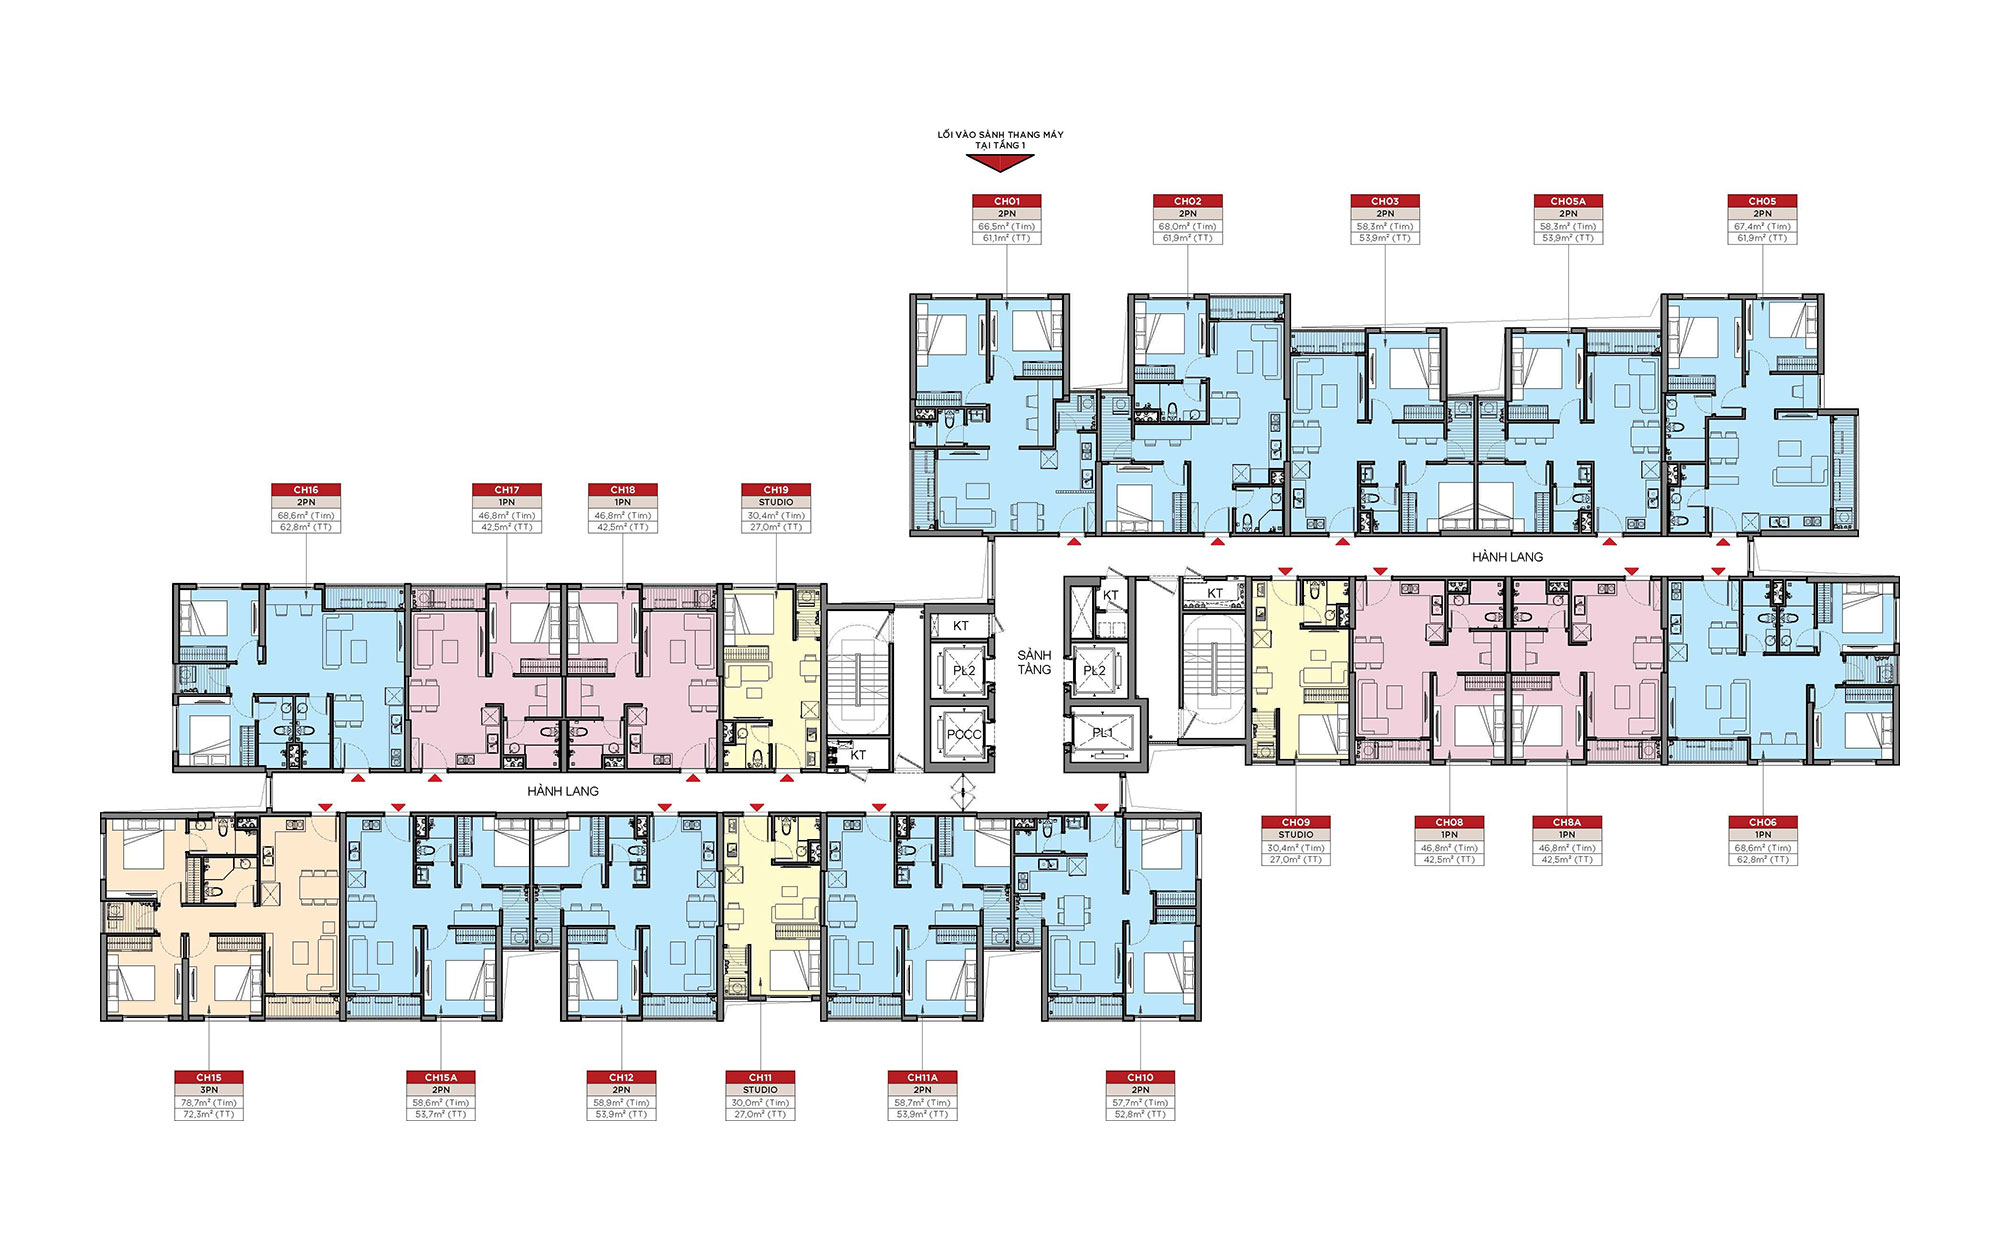 LỐI VÀO SẢNH THANG MÁY
TẠI TẦNG 1
CH01
2PN
66,5m² (Tim)
61,1m² (TT)
CH02
2PN
68,0m² (Tim)
61,9m² (TT)
CH03
2PN
58,3m² (Tim)
53,9m² (TT)
CH05A
2PN
58,3m² (Tim)
53,9m² (TT)
CH05
2PN
67,4m² (Tim)
61,9m² (TT)
CH16
2PN
68,6m² (Tim)
62,8m² (TT)
CH17
1PN
46,8m² (Tim)
42,5m² (TT)
CH18
1PN
46,8m² (Tim)
42,5m² (TT)
CH19
STUDIO
30,4m² (Tim)
27,0m² (TT)
HÀNH LANG
KT
KT
KT
SẢNH
TẦNG
PL2
PL2
PCCC
PL1
KT
HÀNH LANG
CH09
STUDIO
30,4m² (Tim)
27,0m² (TT)
CH08
1PN
46,8m² (Tim)
42,5m² (TT)
CH8A
1PN
46,8m² (Tim)
42,5m² (TT)
CH06
1PN
68,6m² (Tim)
62,8m² (TT)
CH15
3PN
78,7m² (Tim)
72,3m² (TT)
CH15A
2PN
58,6m² (Tim)
53,7m² (TT)
CH12
2PN
58,9m² (Tim)
53,9m² (TT)
CH11
STUDIO
30,0m² (Tim)
27,0m² (TT)
CH11A
2PN
58,7m² (Tim)
53,9m² (TT)
CH10
2PN
57,7m² (Tim)
52,8m² (TT)